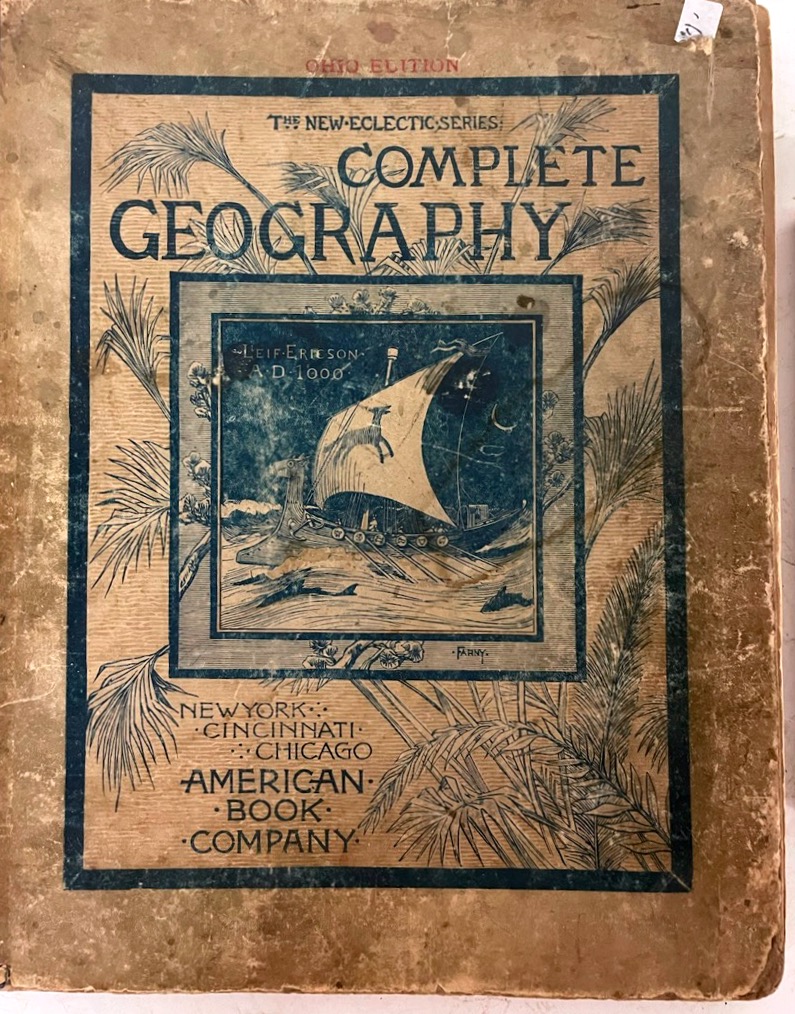 OHIO EDITION
THE NEW·ECLECTIC·SERIES:
COMPLETE
GEOGRAPHY
~LEIF·ERICSON·
·A·D·1000·
·FARNY·
NEW YORK·:·
·CINCINNATI·
·:·CHICAGO
·AMERICAN·
·BOOK·
·COMPANY·